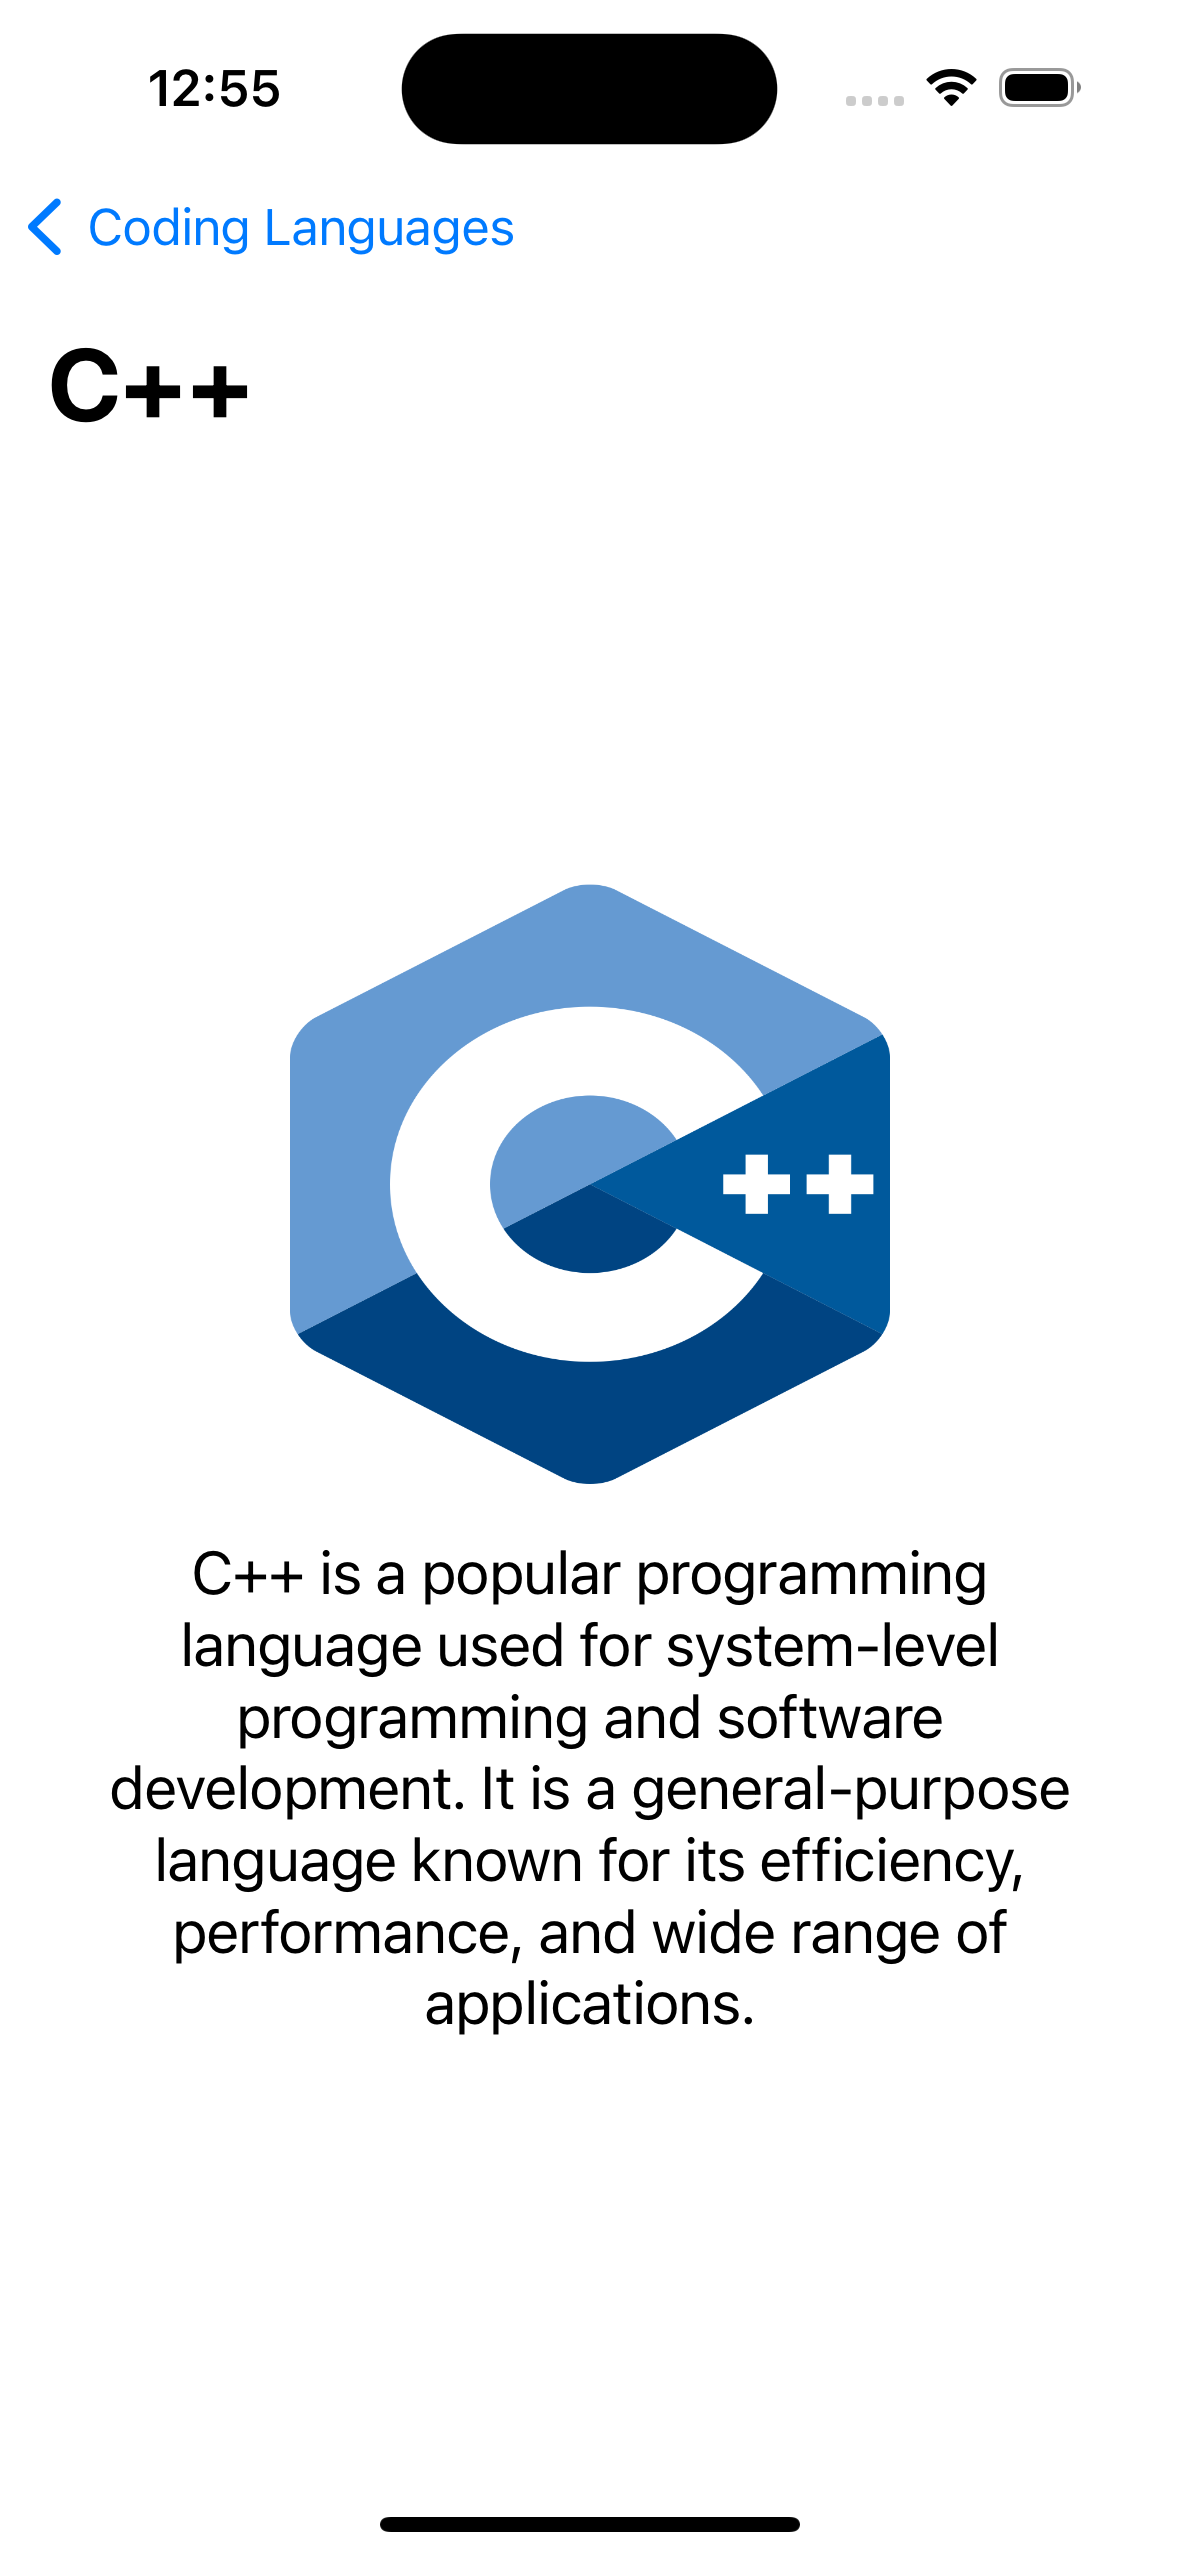 12:55
Coding Languages
C++
C++
C++ is a popular programming
language used for system-level
programming and software
development. It is a general-purpose
language known for its efficiency,
performance, and wide range of
applications.